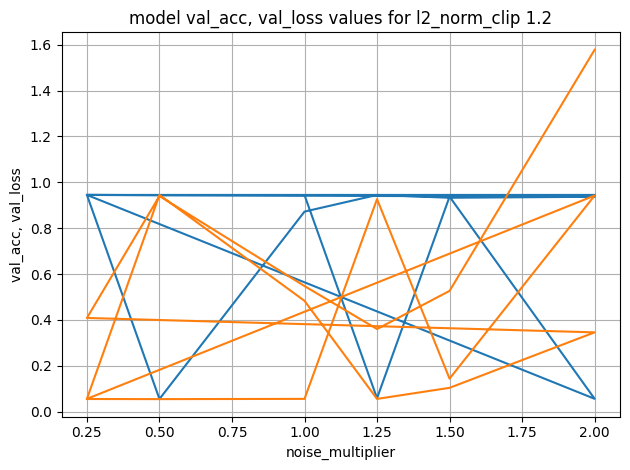 model val_acc, val_loss values for l2_norm_clip 1.2
1.6
1.4
1.2
1.0
0.8
0.6
0.4
0.2
0.0
val_acc, val_loss
0.25 0.50 0.75 1.00 1.25 1.50 1.75 2.00
noise_multiplier